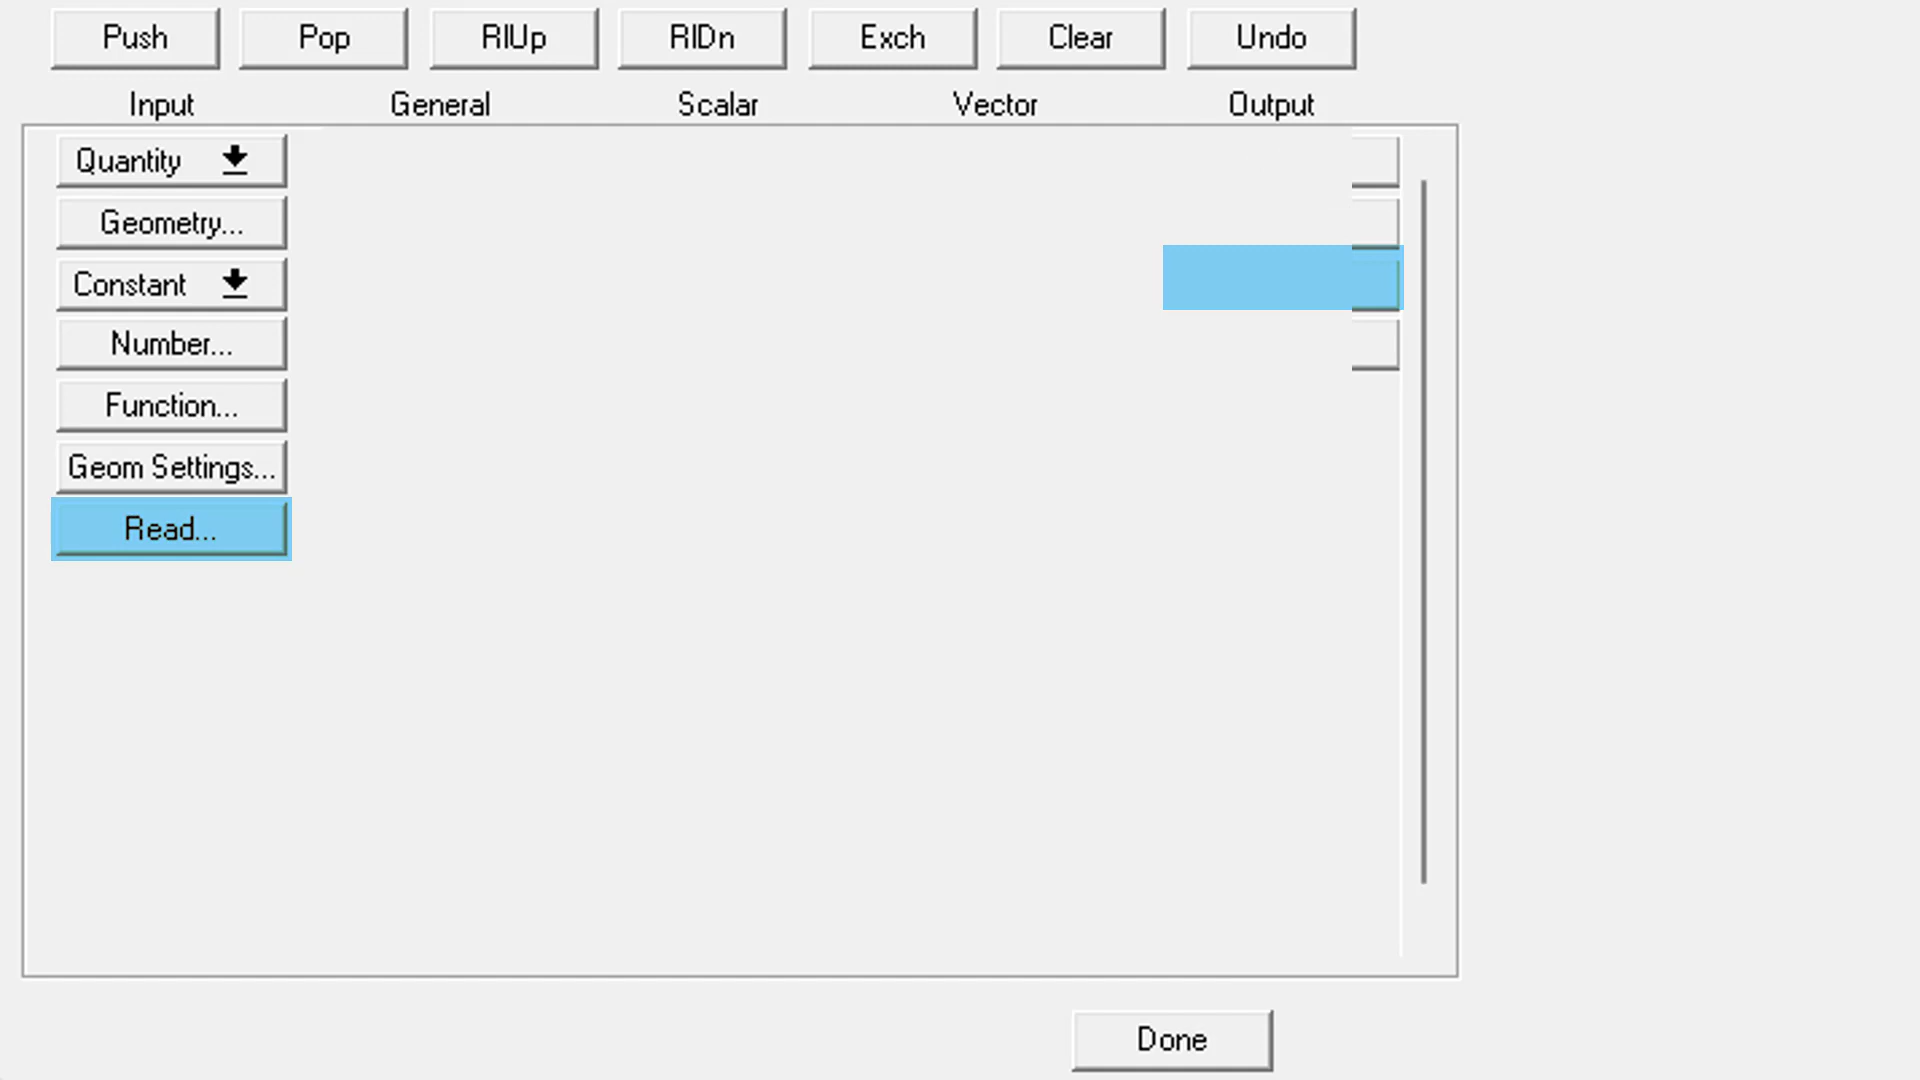 Push Pop RlUp RlDn Exch Clear Undo
Input General Scalar Vector Output
Quantity
Geometry...
Constant
Number...
Function...
Geom Settings...
Read...
Done